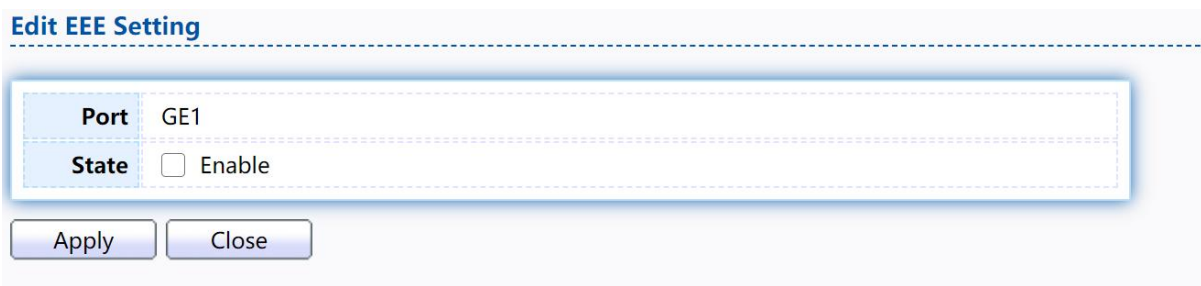 Edit EEE Setting
Port GE1
State Enable
Apply Close